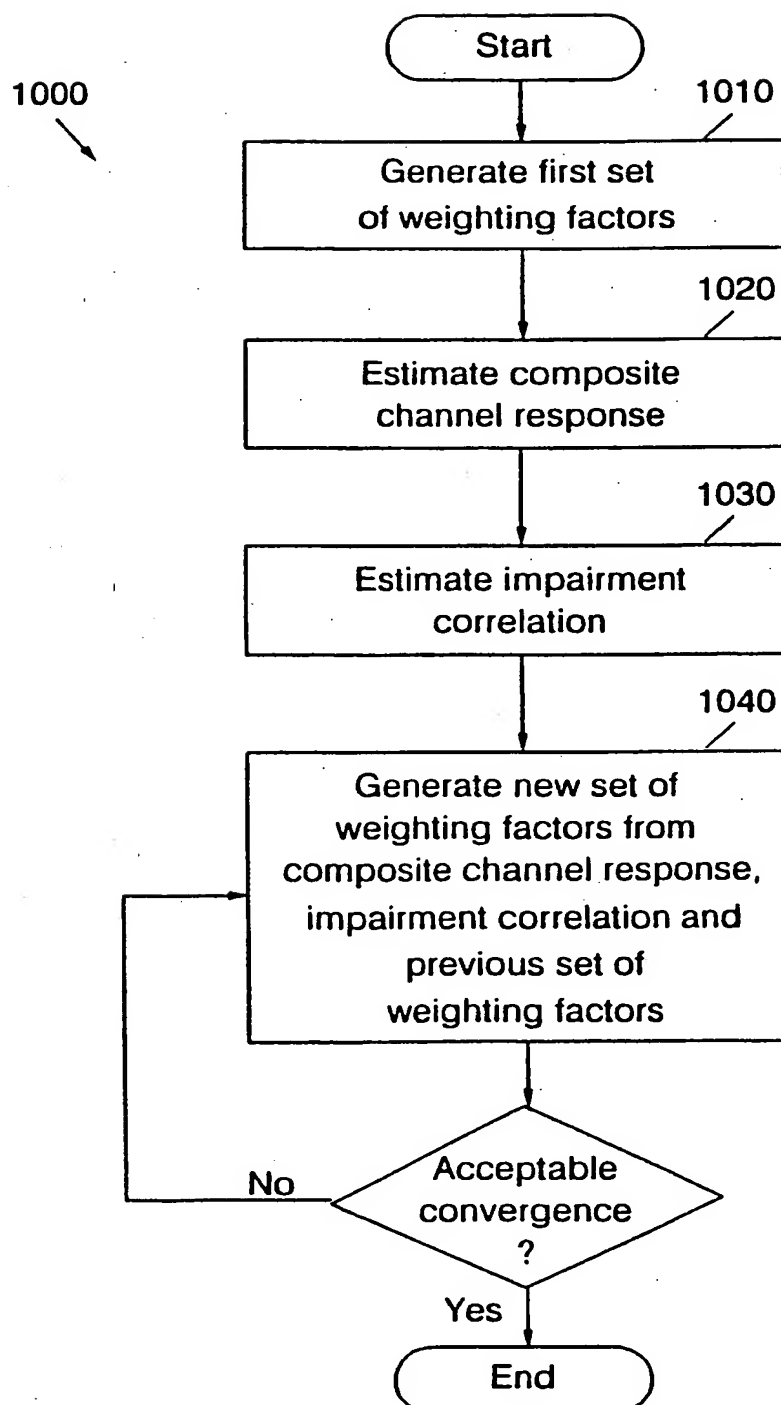 Start
1000
1010
Generate first set
of weighting factors
1020
Estimate composite
channel response
1030
Estimate impairment
correlation
1040
Generate new set of
weighting factors from
composite channel response,
impairment correlation and
previous set of
weighting factors
Acceptable
convergence
?
No
Yes
End